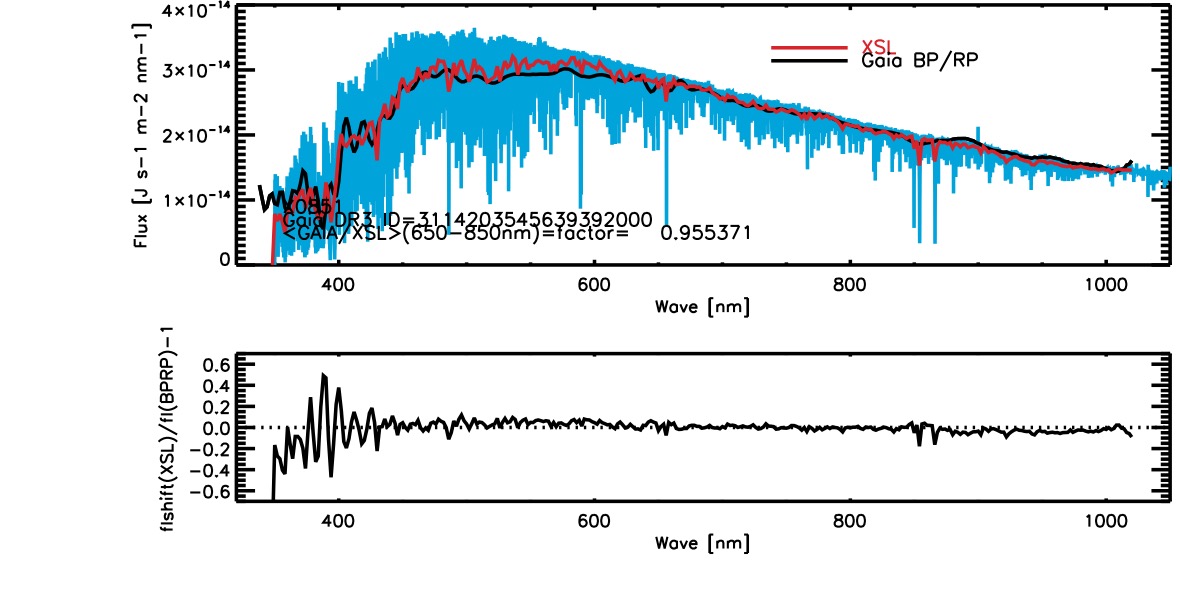 4×10−14
3×10−14
2×10−14
1×10−14
0
Flux [J s−1 m−2 nm−1]
XSL
Gaia BP/RP
X0851
Gaia DR3 ID=3114203545639392000
<GAIA/XSL>(650−850nm)=factor= 0.955371
400 600 800 1000
Wave [nm]
0.6
0.4
0.2
0.0
−0.2
−0.4
−0.6
flshift(XSL)/fl(BPRP)−1
400 600 800 1000
Wave [nm]